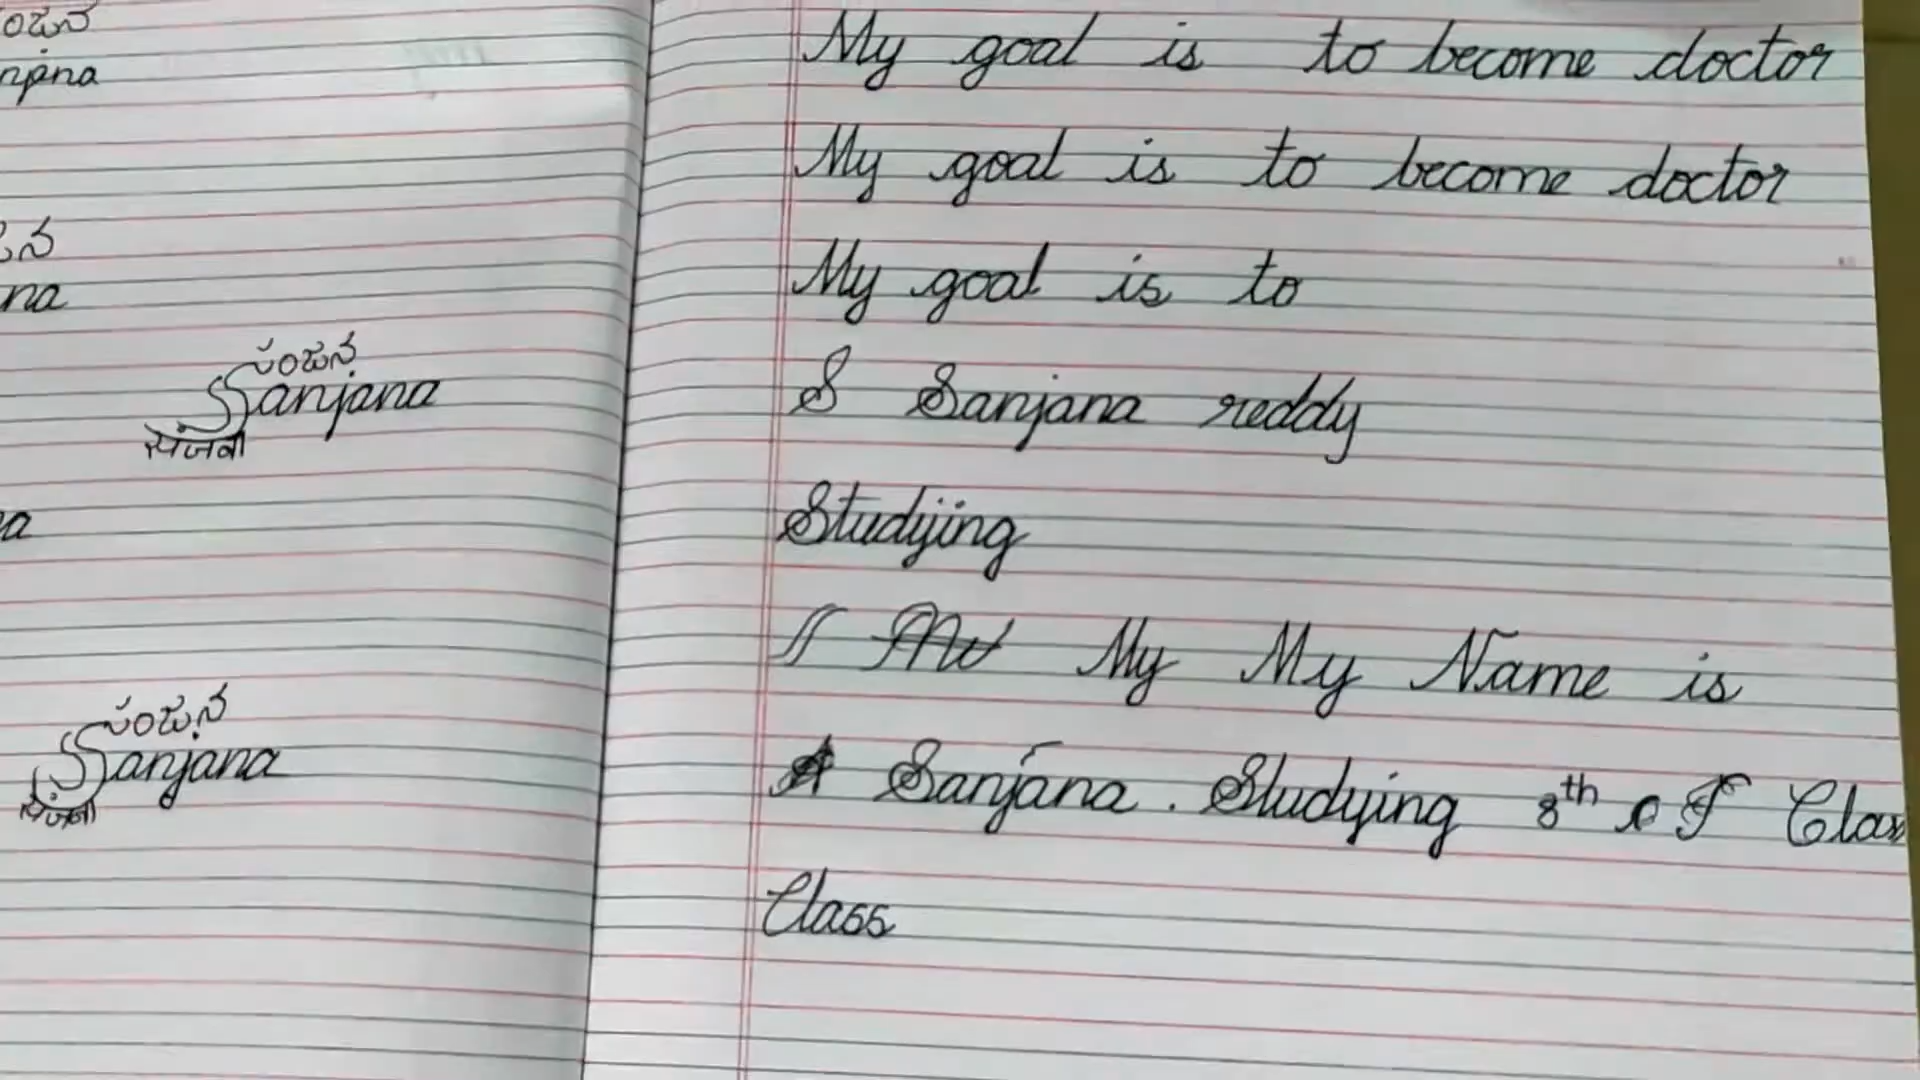 ಸಂಜನ
Sanjana
संजना
ಸಂಜನ
Sanjana
संजना
My goal is to become doctor
My goal is to become doctor
My goal is to
S Sanjana reddy
Studying
My My Name is
Sanjana . Studying 8th Class
Class